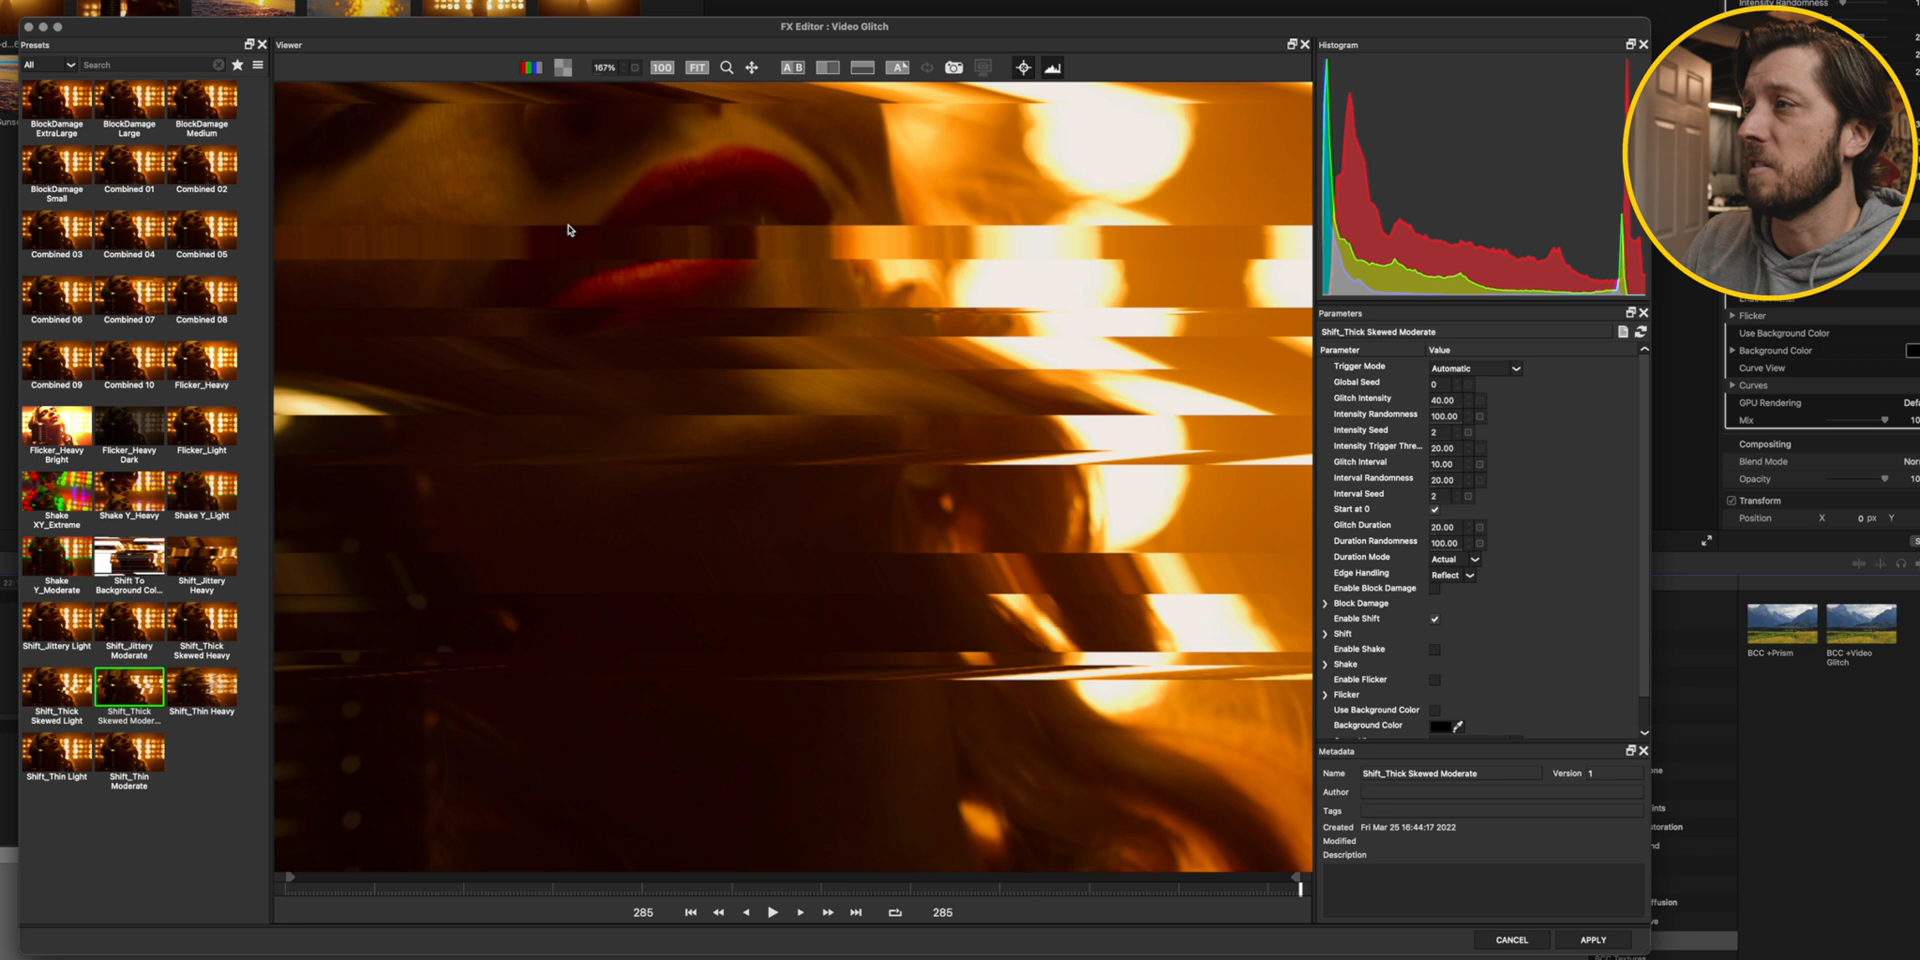 FX Editor : Video Glitch
Presets
All
Search
BlockDamage
ExtraLarge
BlockDamage
Large
BlockDamage
Medium
BlockDamage
Small
Combined 01
Combined 02
Combined 03
Combined 04
Combined 05
Combined 06
Combined 07
Combined 08
Combined 09
Combined 10
Flicker_Heavy
Flicker_Heavy
Bright
Flicker_Heavy
Dark
Flicker_Light
Shake
XY_Extreme
Shake Y_Heavy
Shake Y_Light
Shake
Y_Moderate
Shift To
Background Col...
Shift_Jittery
Heavy
Shift_Jittery Light
Shift_Jittery
Moderate
Shift_Thick
Skewed Heavy
Shift_Thick
Skewed Light
Shift_Thick
Skewed Moder...
Shift_Thin Heavy
Shift_Thin Light
Shift_Thin
Moderate
Viewer
167%
100
FIT
A B
A
285
285
Histogram
Parameters
Shift_Thick Skewed Moderate
Parameter Value
Trigger Mode Automatic
Global Seed 0
Glitch Intensity 40.00
Intensity Randomness 100.00
Intensity Seed 2
Intensity Trigger Thre... 20.00
Glitch Interval 10.00
Interval Randomness 20.00
Interval Seed 2
Start at 0
Glitch Duration 20.00
Duration Randomness 100.00
Duration Mode Actual
Edge Handling Reflect
Enable Block Damage
Block Damage
Enable Shift
Shift
Enable Shake
Shake
Enable Flicker
Flicker
Use Background Color
Background Color
Metadata
Name Shift_Thick Skewed Moderate Version 1
Author
Tags
Created Fri Mar 25 16:44:17 2022
Modified
Description
CANCEL
APPLY
Intensity Randomness
Flicker
Use Background Color
Background Color
Curve View
Curves
GPU Rendering Defa
Mix 10
Compositing
Blend Mode Nor
Opacity 10
Transform
Position X 0 px Y
BCC +Prism
BCC +Video
Glitch